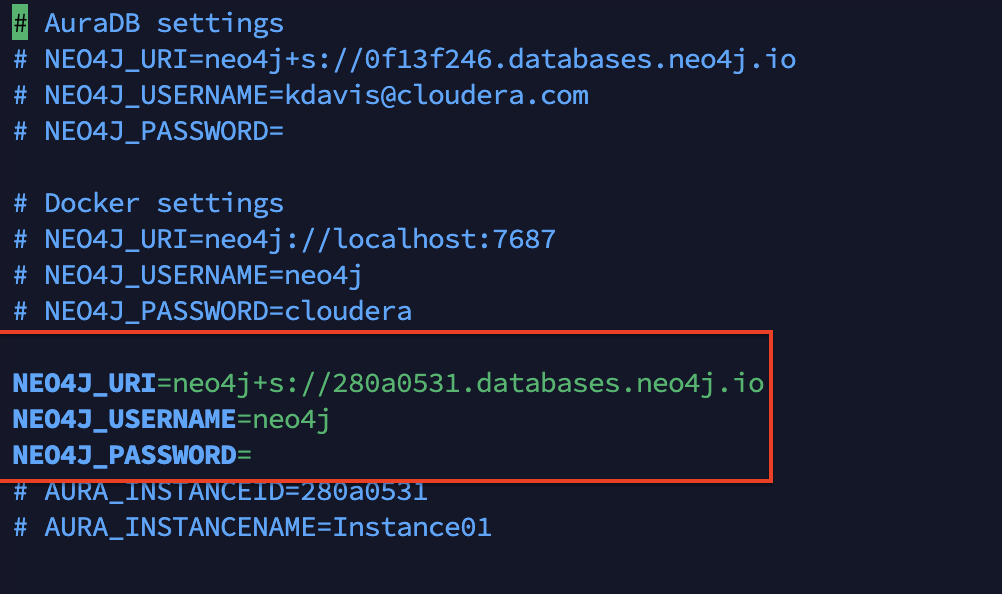 # AuraDB settings
# NEO4J_URI=neo4j+s://0f13f246.databases.neo4j.io
# NEO4J_USERNAME=kdavis@cloudera.com
# NEO4J_PASSWORD=
# Docker settings
# NEO4J_URI=neo4j://localhost:7687
# NEO4J_USERNAME=neo4j
# NEO4J_PASSWORD=cloudera
NEO4J_URI=neo4j+s://280a0531.databases.neo4j.io
NEO4J_USERNAME=neo4j
NEO4J_PASSWORD=
# AURA_INSTANCEID=280a0531
# AURA_INSTANCENAME=Instance01